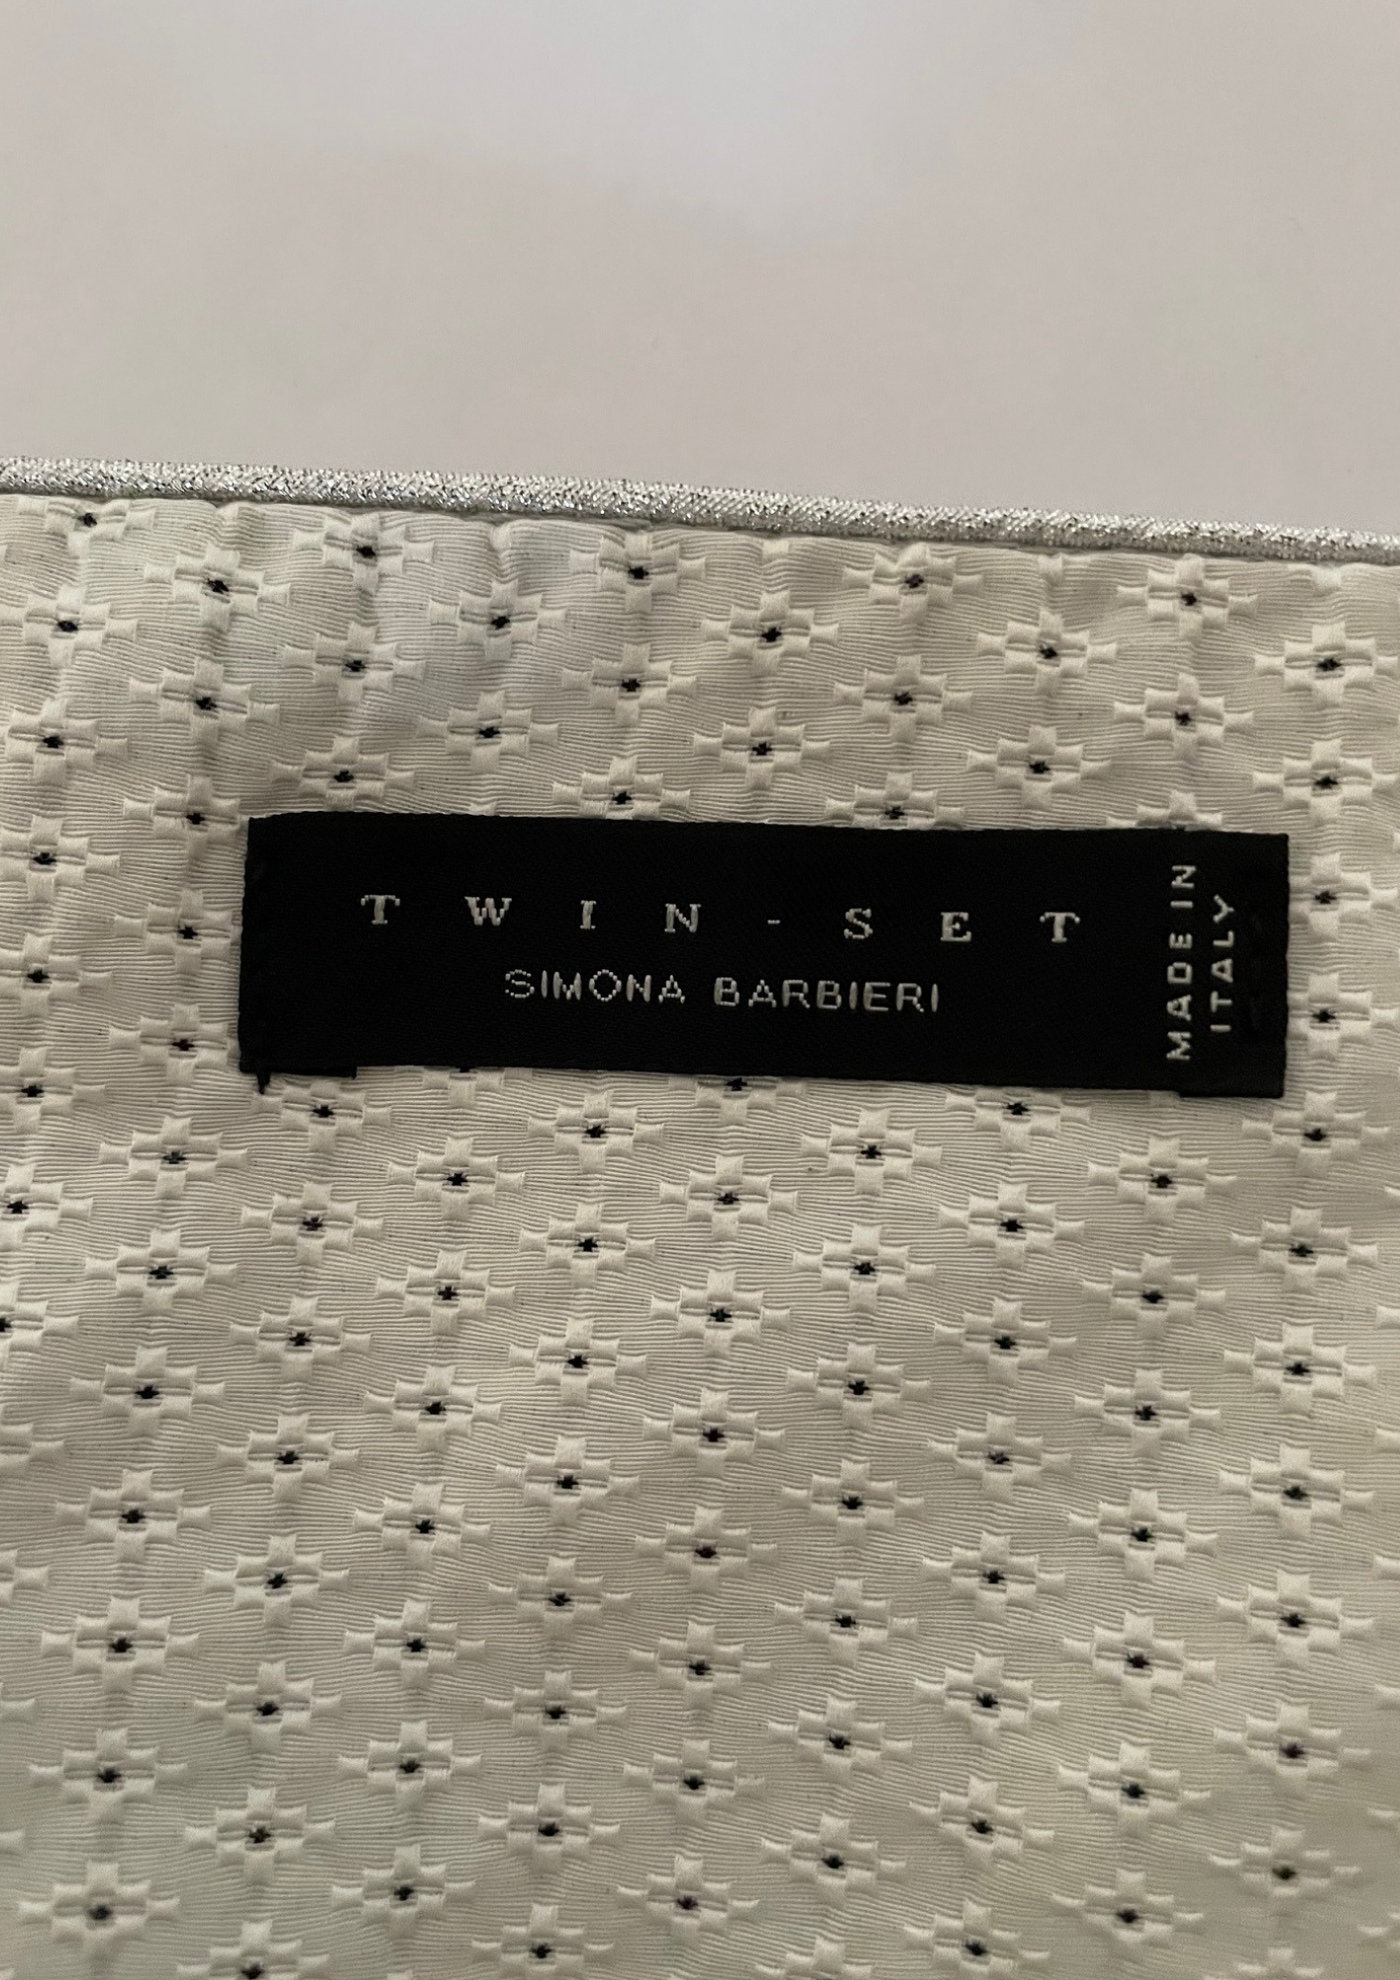 TWIN-SET
SIMONA BARBIERI
MADE IN
ITALY